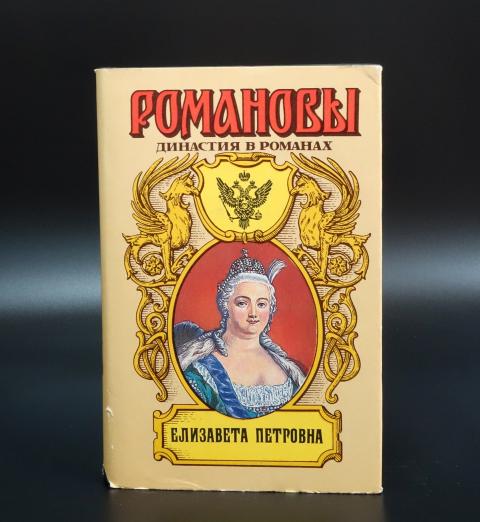 РОМАНОВЫ
ДИНАСТИЯ В РОМАНАХ
ЕЛИЗАВЕТА ПЕТРОВНА